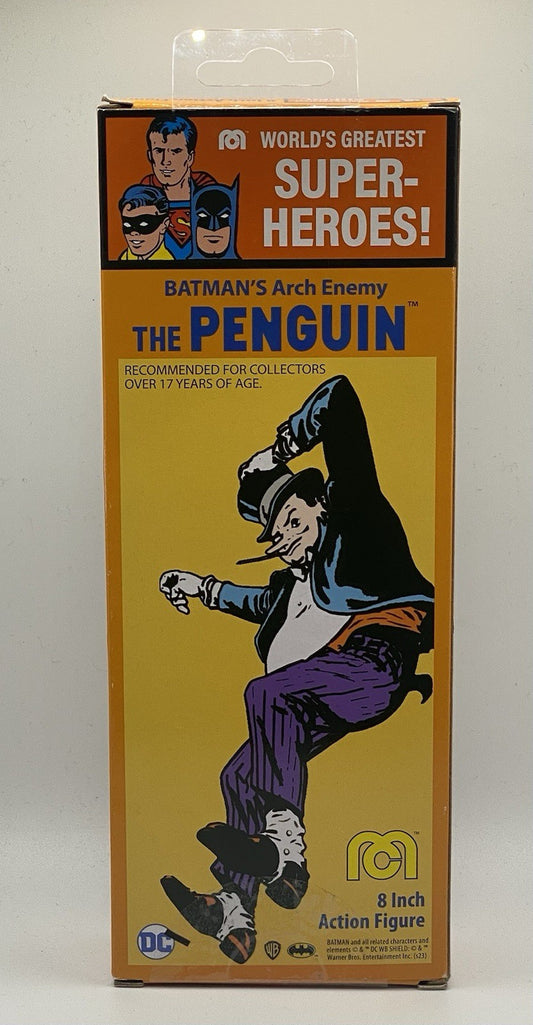 WORLD'S GREATEST
SUPER-
HEROES!
BATMAN'S Arch Enemy
THE PENGUIN™
RECOMMENDED FOR COLLECTORS
OVER 17 YEARS OF AGE.
8 Inch
Action Figure
DC
WB
BATMAN and all related characters and
elements © & ™ DC WB SHIELD: © & ™
Warner Bros. Entertainment Inc. (s23)